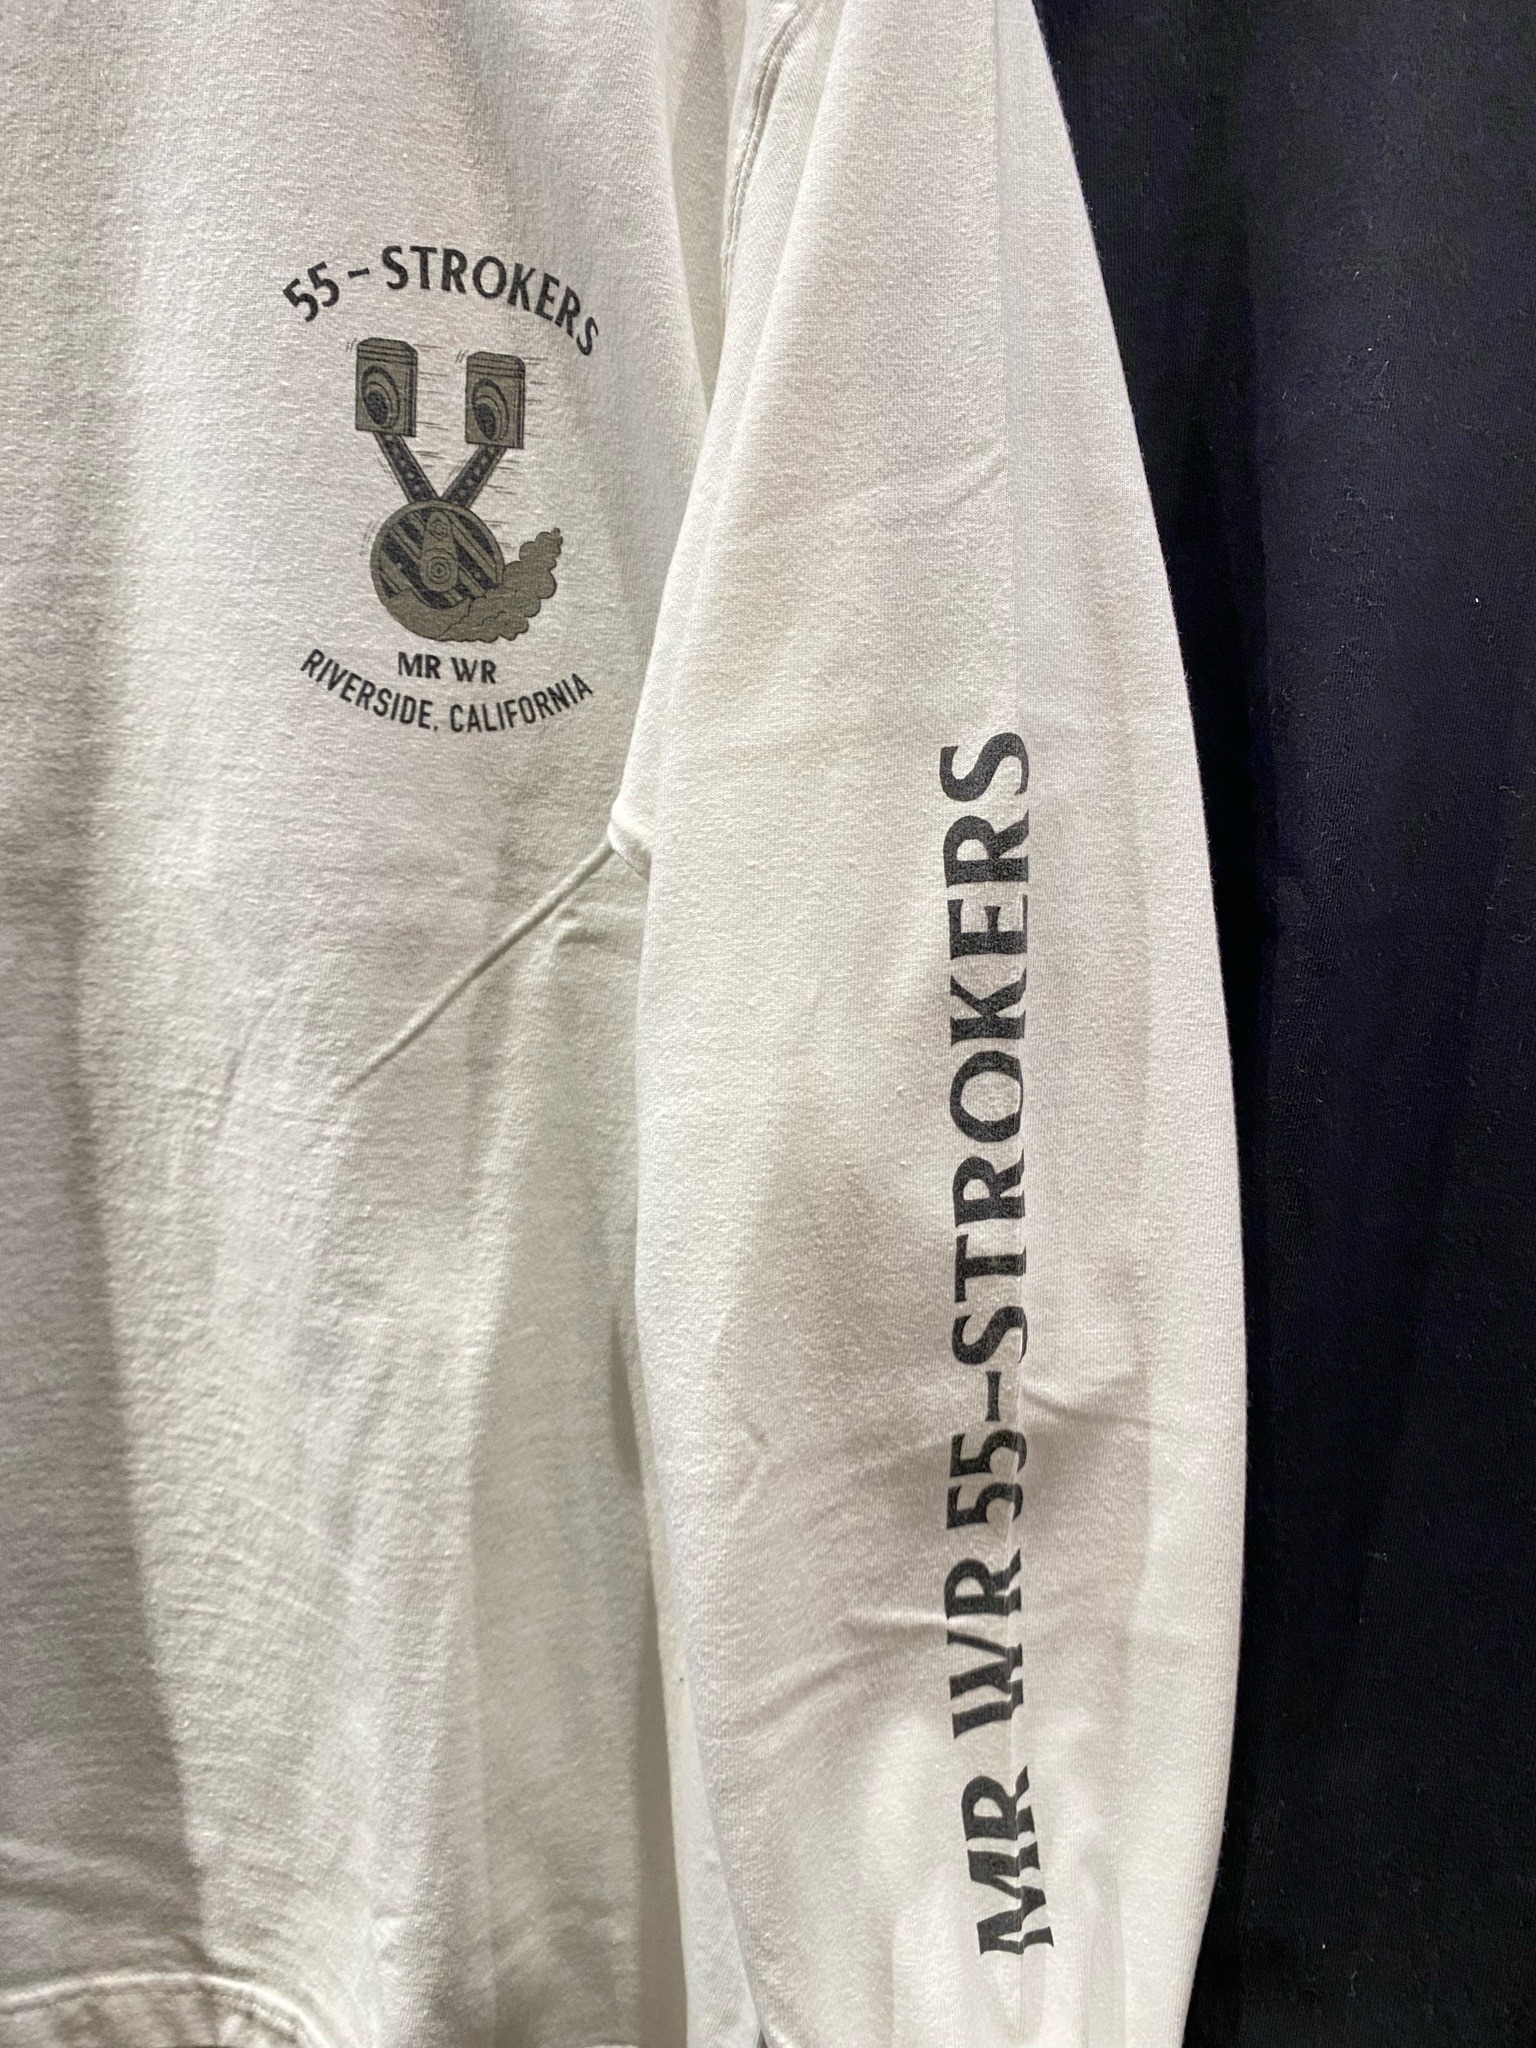 55-STROKERS
MR WR
RIVERSIDE, CALIFORNIA
MR WR 55-STROKERS